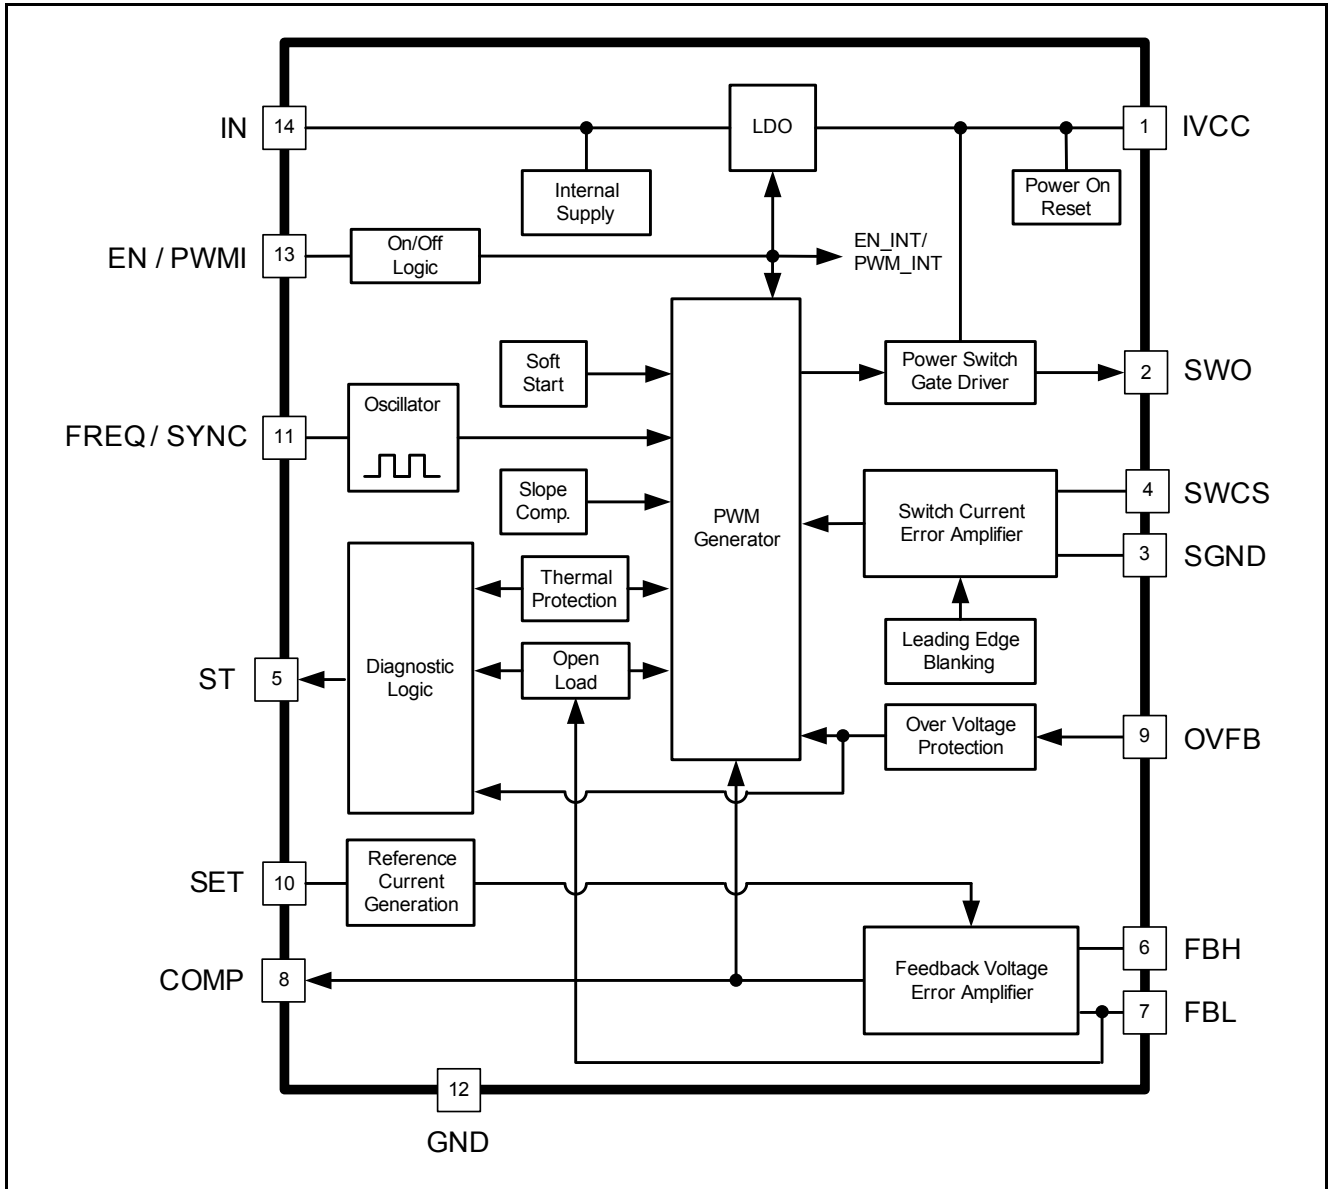 IN
14
LDO
1
IVCC
Internal
Supply
Power On
Reset
EN / PWMI
13
On/Off
Logic
EN_INT/
PWM_INT
Soft
Start
Power Switch
Gate Driver
2
SWO
FREQ / SYNC
11
Oscillator
Slope
Comp.
PWM
Generator
Switch Current
Error Amplifier
4
SWCS
3
SGND
Thermal
Protection
Leading Edge
Blanking
ST
5
Diagnostic
Logic
Open
Load
Over Voltage
Protection
9
OVFB
SET
10
Reference
Current
Generation
COMP
8
Feedback Voltage
Error Amplifier
6
FBH
7
FBL
12
GND